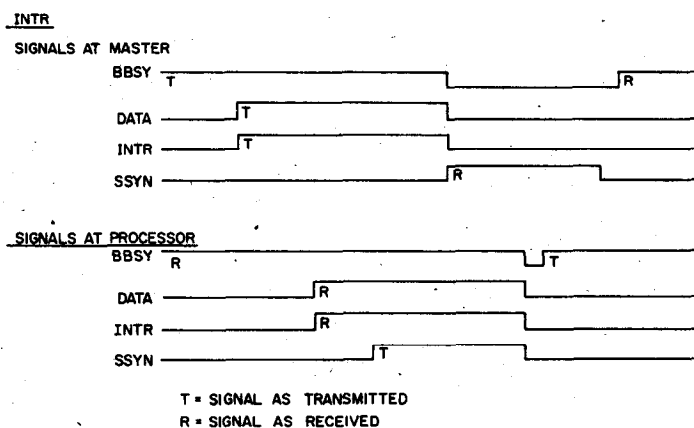 INTR
SIGNALS AT MASTER
BBSY T R
DATA T
INTR T
SSYN R
SIGNALS AT PROCESSOR
BBSY R T
DATA R
INTR R
SSYN T
T = SIGNAL AS TRANSMITTED
R = SIGNAL AS RECEIVED